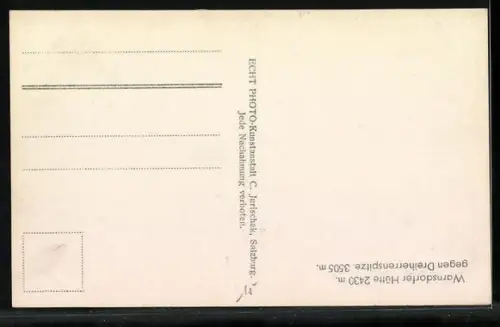 Warnsdorfer Hütte 2430 m.
gegen Dreiherrenspitze 3505 m.
ECHT PHOTO-Kunstanstalt C. Jurischek, Salzburg.
Jede Nachahmung verboten.